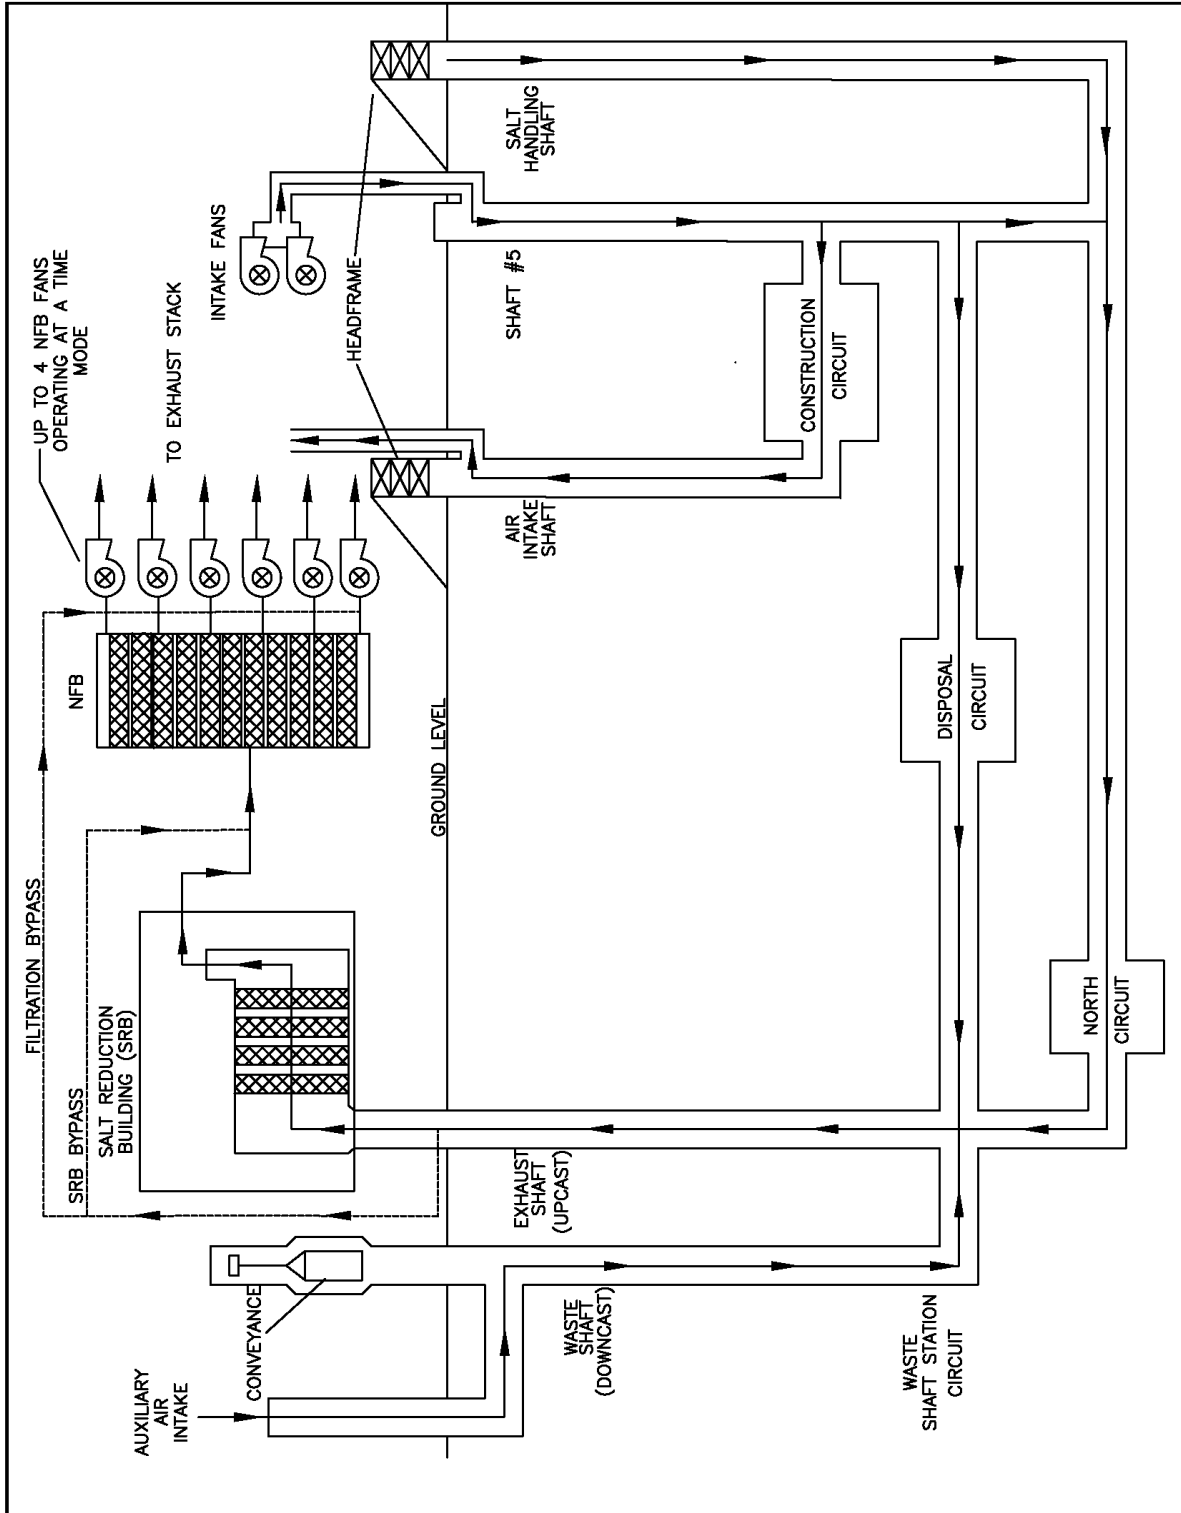 UP TO 4 NFB FANS
OPERATING AT A TIME
MODE
TO EXHAUST STACK
INTAKE FANS
HEADFRAME
FILTRATION BYPASS
SRB BYPASS
SALT REDUCTION
BUILDING (SRB)
NFB
AUXILIARY
AIR
INTAKE
CONVEYANCE
GROUND LEVEL
WASTE
SHAFT
(DOWNCAST)
EXHAUST
SHAFT
(UPCAST)
AIR
INTAKE
SHAFT
SHAFT #5
SALT
HANDLING
SHAFT
CONSTRUCTION
CIRCUIT
WASTE
SHAFT STATION
CIRCUIT
DISPOSAL
CIRCUIT
NORTH
CIRCUIT